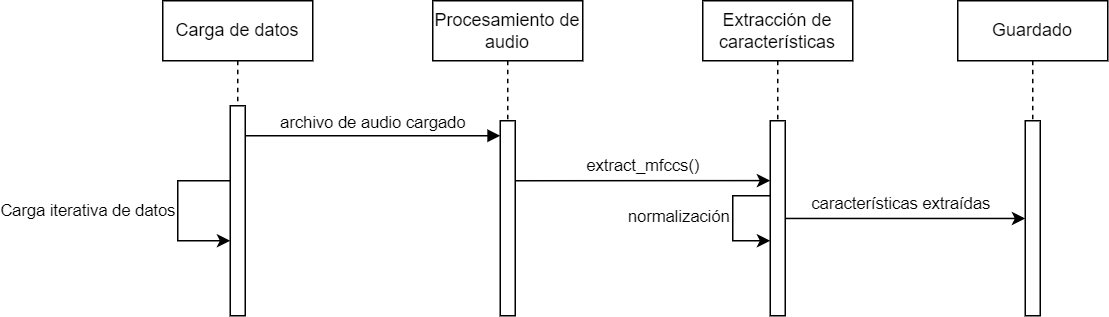 Carga de datos
Procesamiento de
audio
Extracción de
características
Guardado
archivo de audio cargado
extract_mfccs()
Carga iterativa de datos
normalización
características extraídas